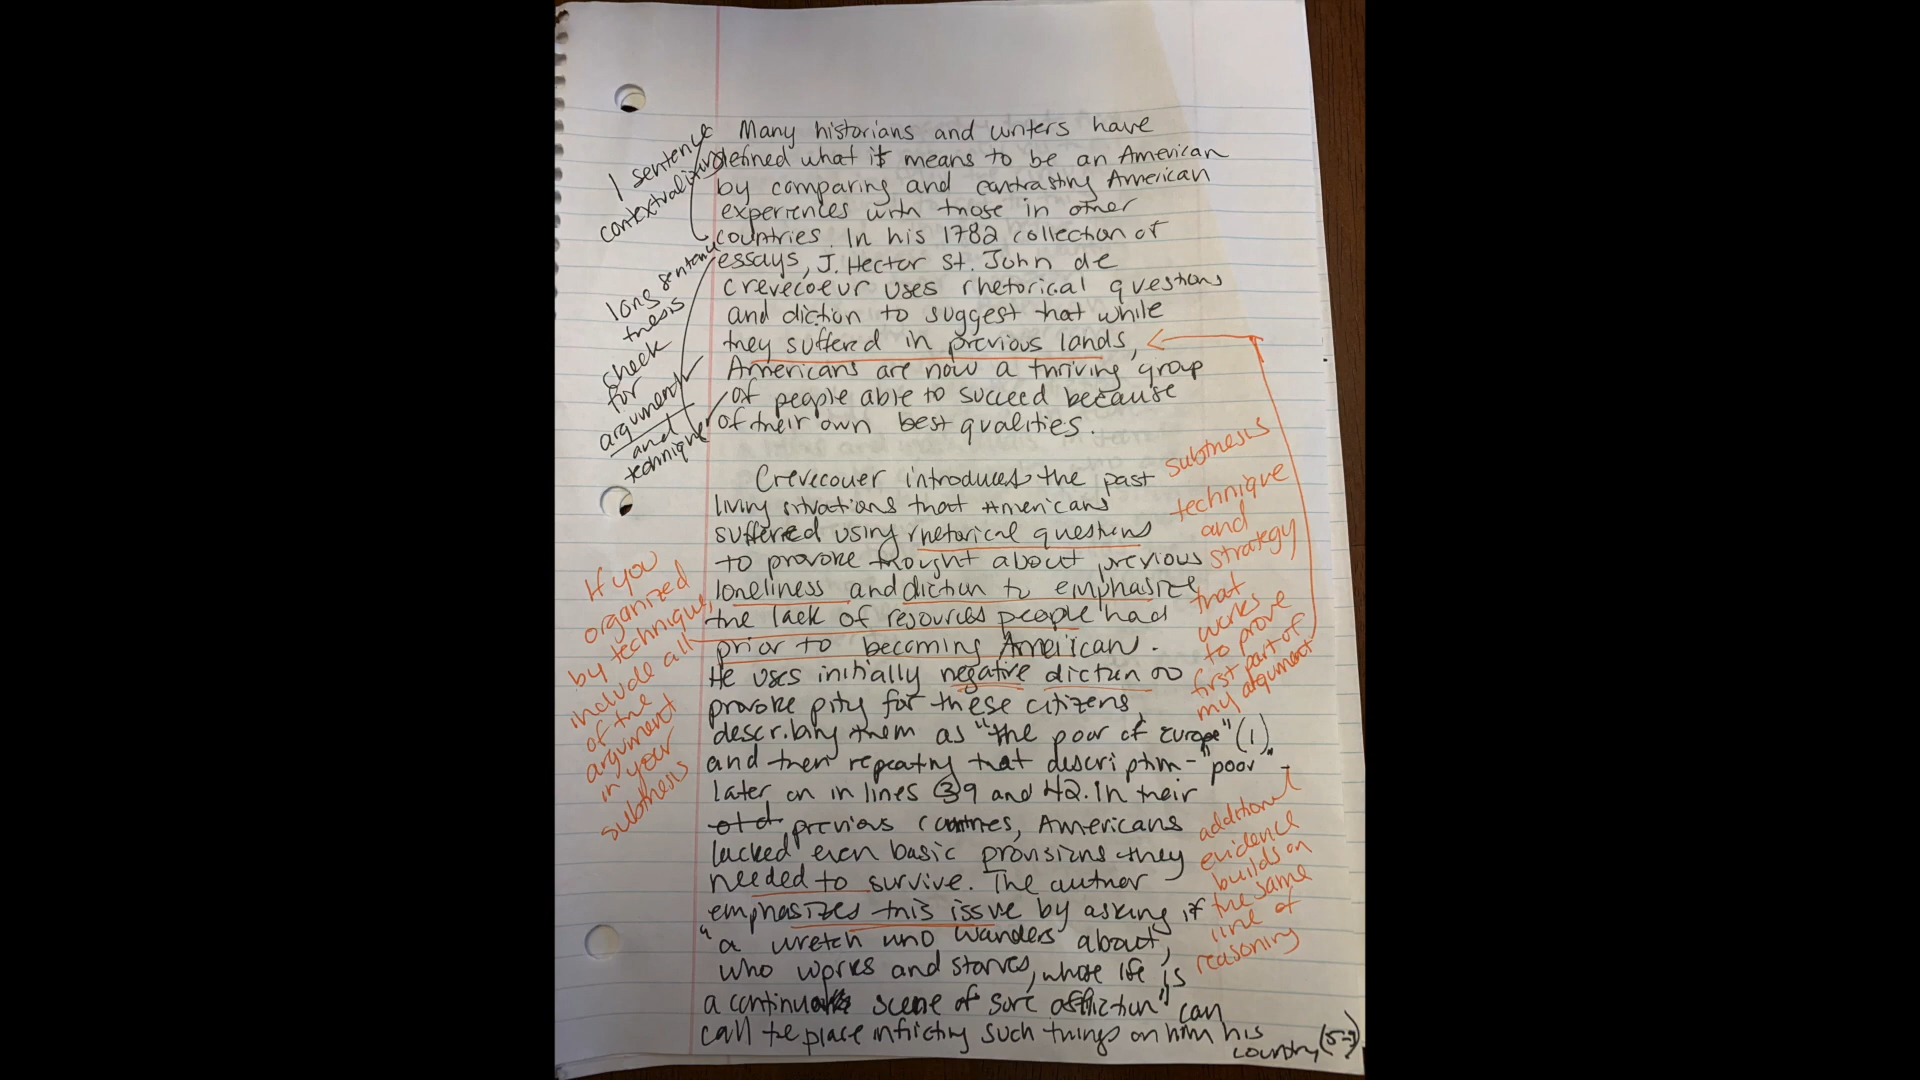 Many historians and writers have
defined what it means to be an American
by comparing and contrasting American
experiences with those in other
countries. In his 1782 collection of
essays, J. Hector St. John de
Crevecoeur uses rhetorical questions
and diction to suggest that while
they suffered in previous lands,
Americans are now a thriving group
of people able to succeed because
of their own best qualities.
Crevecouer introduces the past
living situations that Americans
suffered using rhetorical questions
to provoke thought about previous
loneliness and diction to emphasize
the lack of resources people had
prior to becoming American.
He uses initially negative diction to
provoke pity for these citizens,
describing them as "the poor of Europe" (1),
and then repeating that description - "poor" -
later on in lines 39 and 42. In their
old previous countries, Americans
lacked even basic provisions they
needed to survive. The author
emphasizes this issue by asking if
"a wretch who wanders about,
who works and starves, whose life is
a continual scene of sore affliction" can
call the place inflicting such things on him his
country (5-7)
1 sentence
contextualizing
long sentence
thesis
check
for
argument
and
technique
If you
organized
by technique,
include all
of the
argument
in your
subthesis
subthesis
technique
and
strategy
that
works
to prove
first part of
my argument
additional
evidence
builds on
the same
line of
reasoning